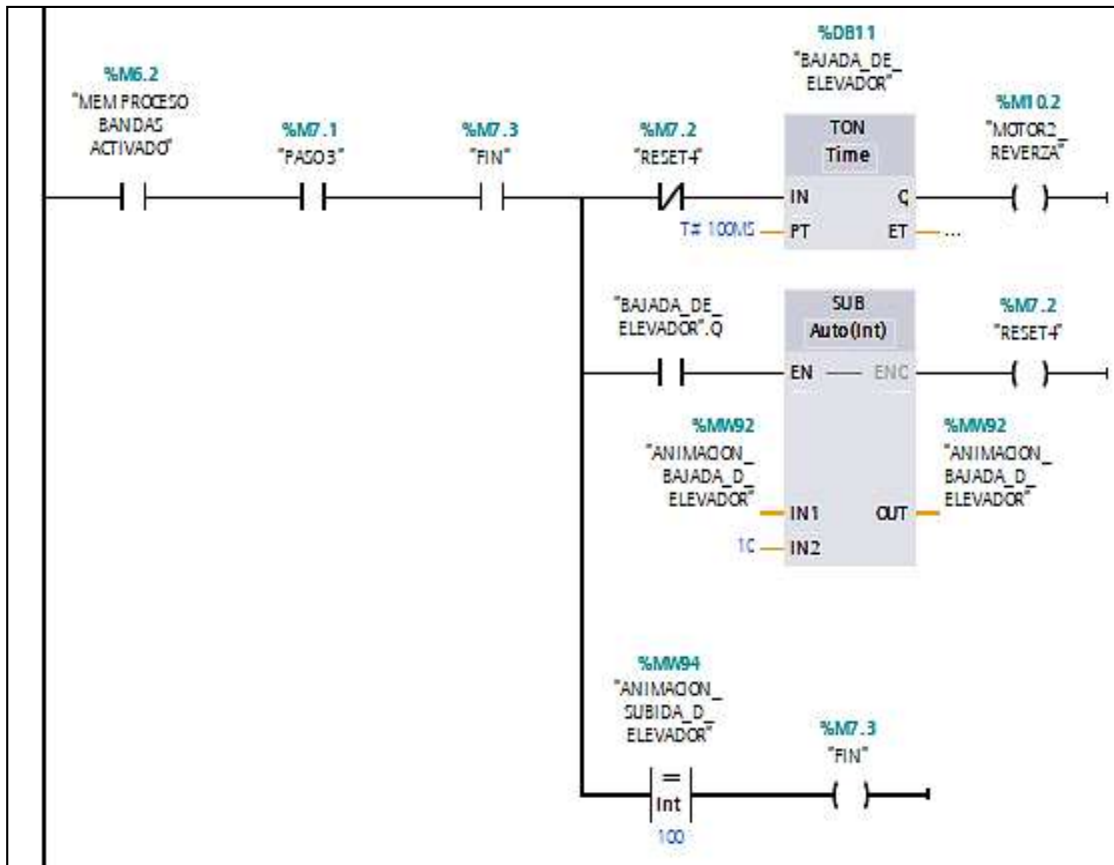 %DB11
"BAJADA_DE_
ELEVADOR"
%M6.2
"MEM PROCESO
BANDAS
ACTIVADO"
%M7.1
"PASO3"
%M7.3
"FIN"
%M7.2
"RESET4"
TON
Time
IN
Q
T# 100MS
PT
ET
...
%M10.2
"MOTOR2_
REVERZA"
"BAJADA_DE_
ELEVADOR".Q
SUB
Auto(Int)
EN
ENO
%M7.2
"RESET4"
%MW92
"ANIMACION_
BAJADA_D_
ELEVADOR"
IN1
OUT
%MW92
"ANIMACION_
BAJADA_D_
ELEVADOR"
10
IN2
%MW94
"ANIMACION_
SUBIDA_D_
ELEVADOR"
=
Int
100
%M7.3
"FIN"